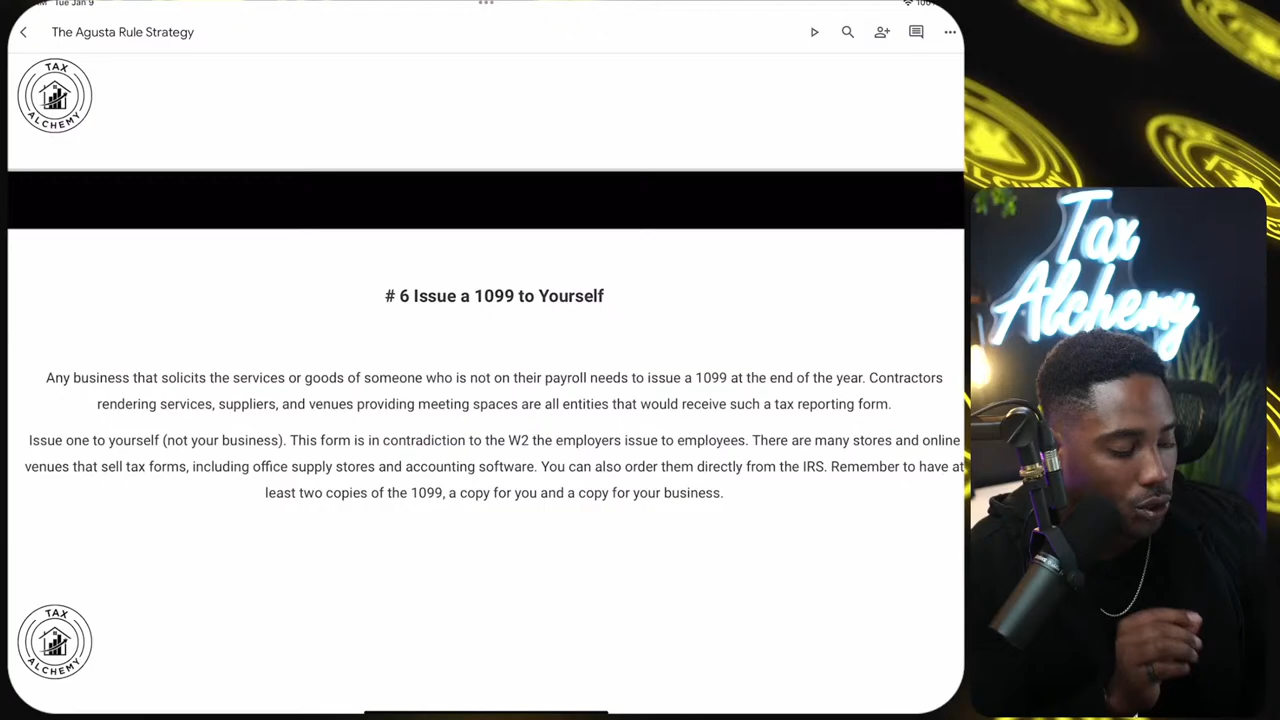 Tue Jan 9
The Agusta Rule Strategy
TAX
ALCHEMY
# 6 Issue a 1099 to Yourself
Any business that solicits the services or goods of someone who is not on their payroll needs to issue a 1099 at the end of the year. Contractors
rendering services, suppliers, and venues providing meeting spaces are all entities that would receive such a tax reporting form.
Issue one to yourself (not your business). This form is in contradiction to the W2 the employers issue to employees. There are many stores and online
venues that sell tax forms, including office supply stores and accounting software. You can also order them directly from the IRS. Remember to have at
least two copies of the 1099, a copy for you and a copy for your business.
TAX
ALCHEMY
Tax
Alchemy